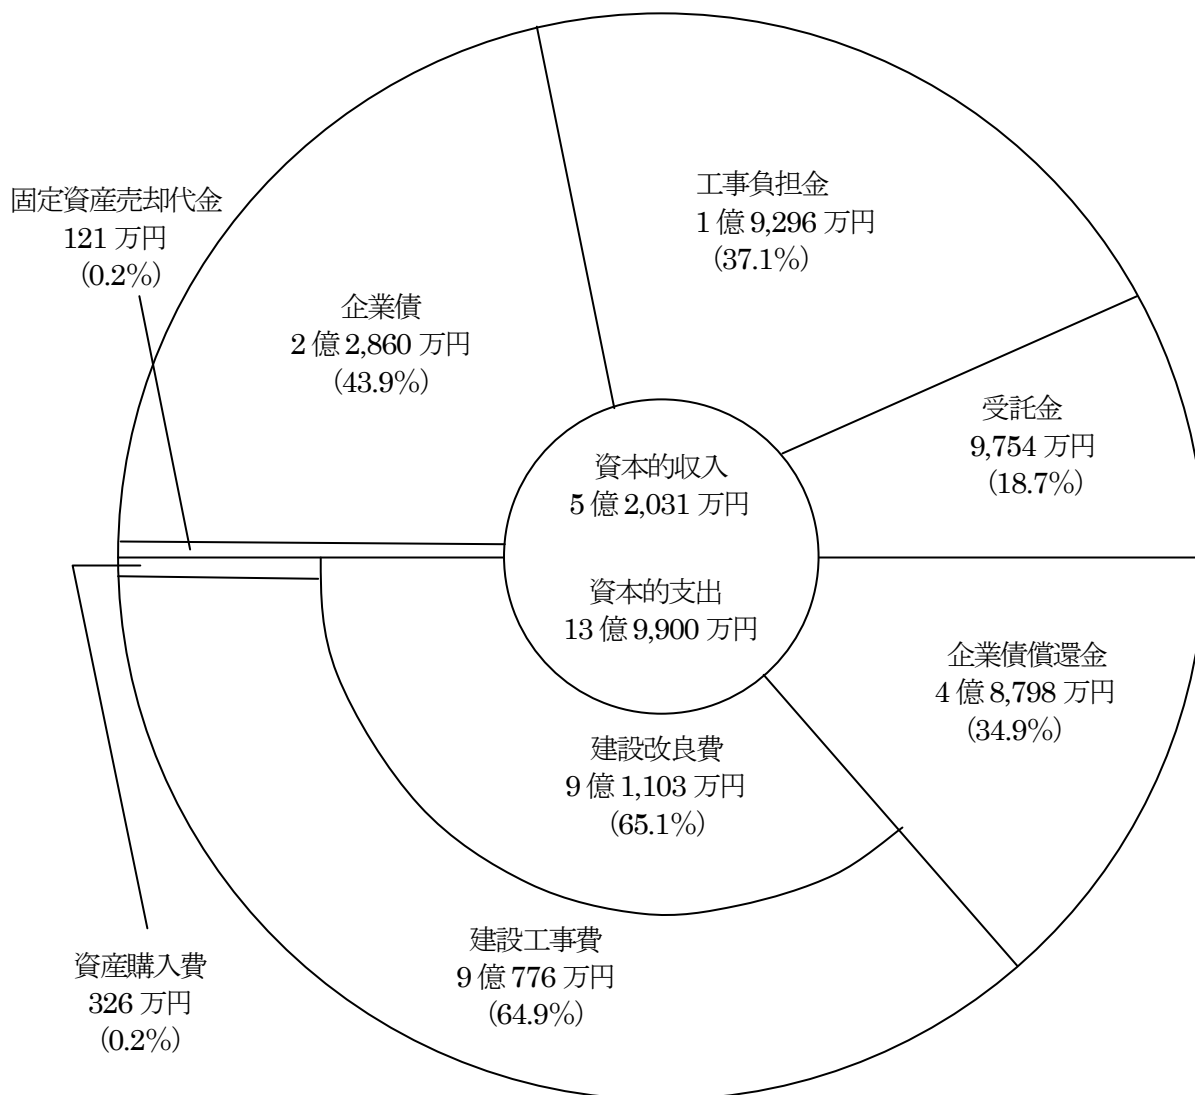 工事負担金
1 億 9,296 万円
(37.1%)
固定資産売却代金
121 万円
(0.2%)
企業債
2 億 2,860 万円
(43.9%)
受託金
9,754 万円
(18.7%)
資本的収入
5 億 2,031 万円
資本的支出
13 億 9,900 万円
企業債償還金
4 億 8,798 万円
(34.9%)
建設改良費
9 億 1,103 万円
(65.1%)
建設工事費
9 億 776 万円
(64.9%)
資産購入費
326 万円
(0.2%)